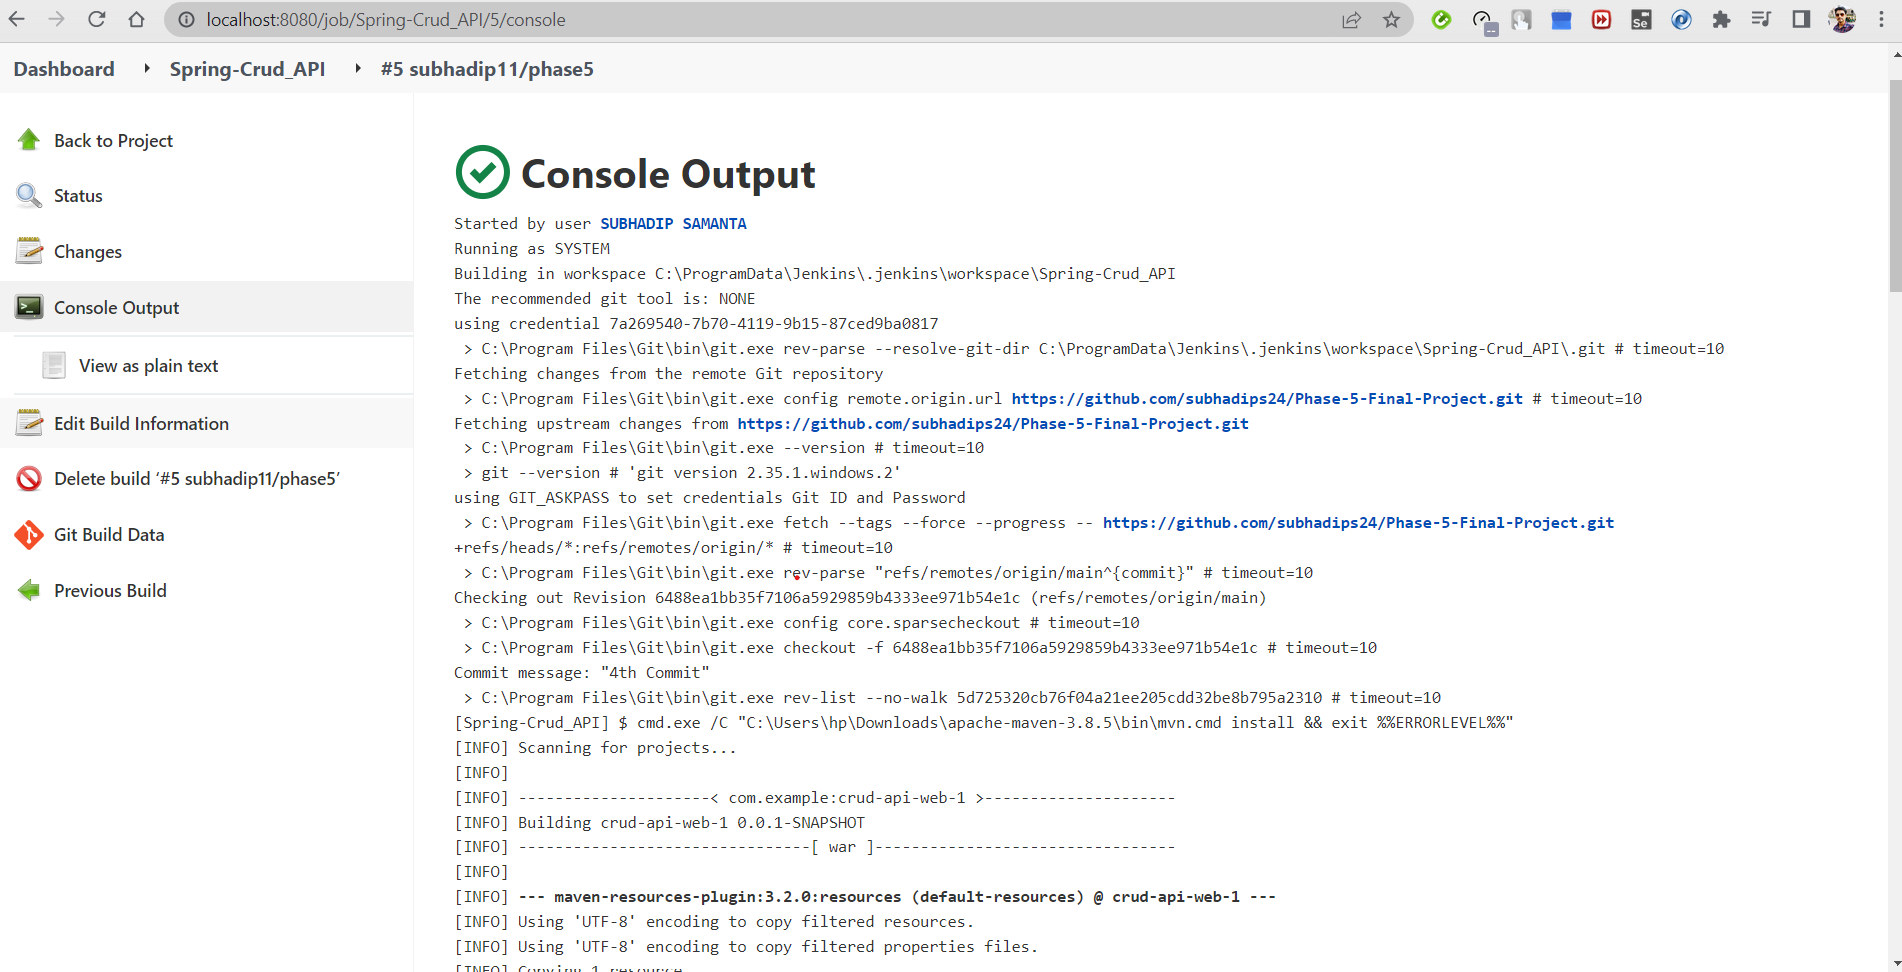 localhost:8080/job/Spring-Crud_API/5/console
Dashboard
Spring-Crud_API
#5 subhadip11/phase5
Back to Project
Status
Changes
Console Output
View as plain text
Edit Build Information
Delete build ‘#5 subhadip11/phase5’
Git Build Data
Previous Build
Console Output
Started by user SUBHADIP SAMANTA
Running as SYSTEM
Building in workspace C:\ProgramData\Jenkins\.jenkins\workspace\Spring-Crud_API
The recommended git tool is: NONE
using credential 7a269540-7b70-4119-9b15-87ced9ba0817
> C:\Program Files\Git\bin\git.exe rev-parse --resolve-git-dir C:\ProgramData\Jenkins\.jenkins\workspace\Spring-Crud_API\.git # timeout=10
Fetching changes from the remote Git repository
> C:\Program Files\Git\bin\git.exe config remote.origin.url https://github.com/subhadips24/Phase-5-Final-Project.git # timeout=10
Fetching upstream changes from https://github.com/subhadips24/Phase-5-Final-Project.git
> C:\Program Files\Git\bin\git.exe --version # timeout=10
> git --version # 'git version 2.35.1.windows.2'
using GIT_ASKPASS to set credentials Git ID and Password
> C:\Program Files\Git\bin\git.exe fetch --tags --force --progress -- https://github.com/subhadips24/Phase-5-Final-Project.git
+refs/heads/*:refs/remotes/origin/* # timeout=10
> C:\Program Files\Git\bin\git.exe rev-parse "refs/remotes/origin/main^{commit}" # timeout=10
Checking out Revision 6488ea1bb35f7106a5929859b4333ee971b54e1c (refs/remotes/origin/main)
> C:\Program Files\Git\bin\git.exe config core.sparsecheckout # timeout=10
> C:\Program Files\Git\bin\git.exe checkout -f 6488ea1bb35f7106a5929859b4333ee971b54e1c # timeout=10
Commit message: "4th Commit"
> C:\Program Files\Git\bin\git.exe rev-list --no-walk 5d725320cb76f04a21ee205cdd32be8b795a2310 # timeout=10
[Spring-Crud_API] $ cmd.exe /C "C:\Users\hp\Downloads\apache-maven-3.8.5\bin\mvn.cmd install && exit %%ERRORLEVEL%%"
[INFO] Scanning for projects...
[INFO]
[INFO] ---------------------< com.example:crud-api-web-1 >---------------------
[INFO] Building crud-api-web-1 0.0.1-SNAPSHOT
[INFO] --------------------------------[ war ]---------------------------------
[INFO]
[INFO] --- maven-resources-plugin:3.2.0:resources (default-resources) @ crud-api-web-1 ---
[INFO] Using 'UTF-8' encoding to copy filtered resources.
[INFO] Using 'UTF-8' encoding to copy filtered properties files.
[INFO] Copying 1 resource